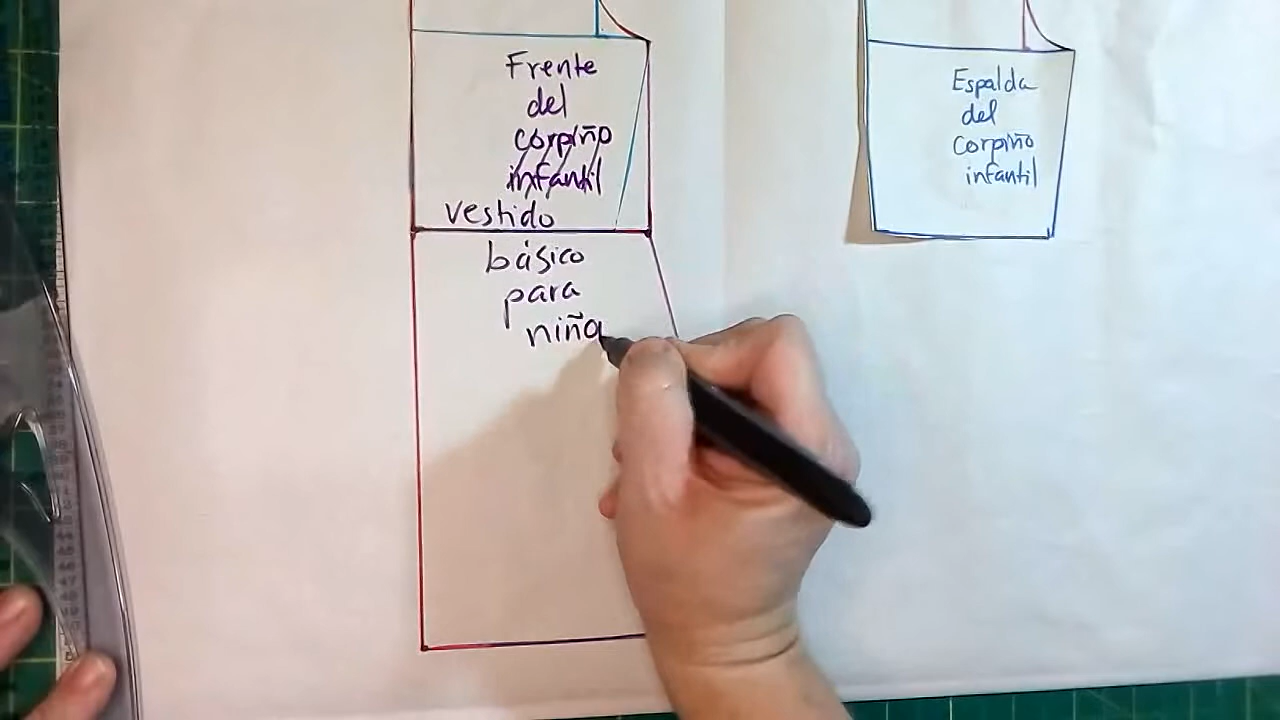 Frente
del
corpiño
infantil
vestido
básico
para
niña
Espalda
del
corpiño
infantil